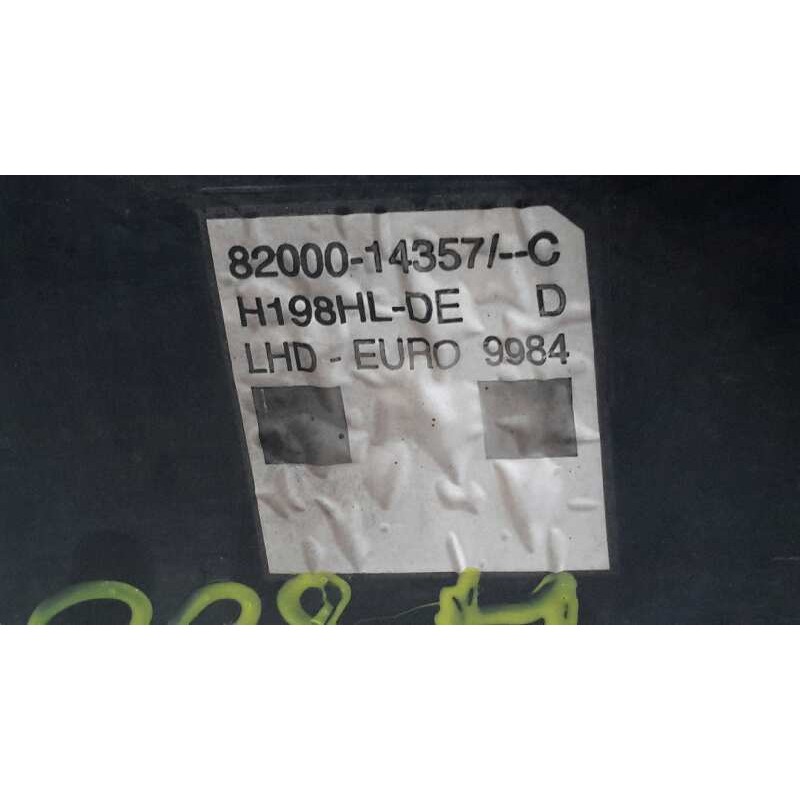 82000-14357/--C
H198HL-DE D
LHD - EURO 9984